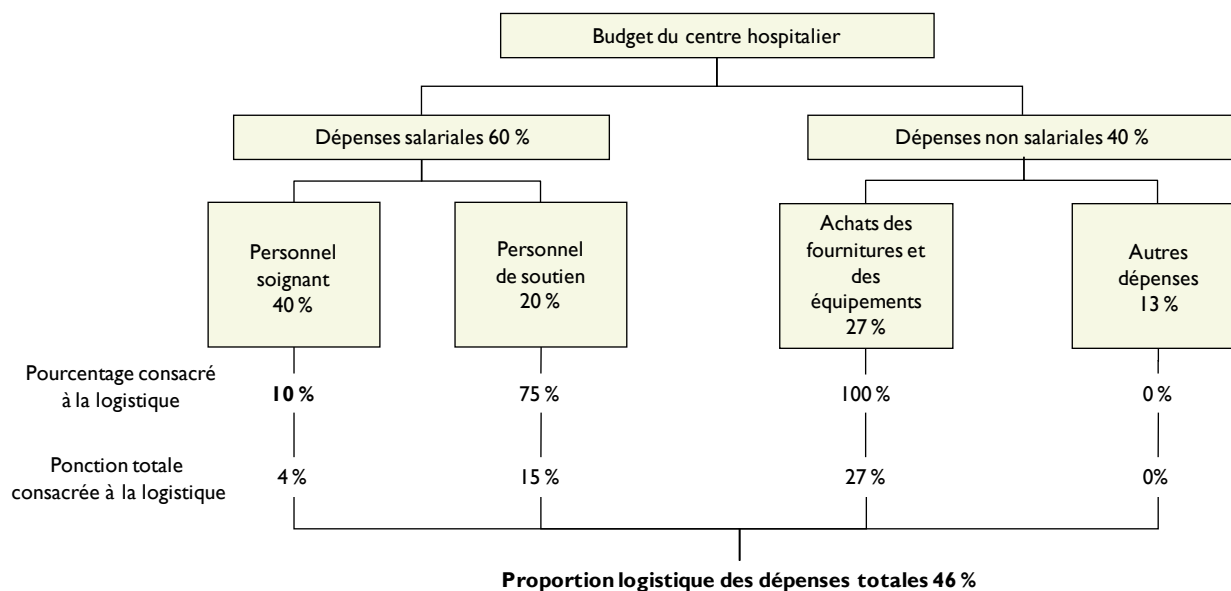 Budget du centre hospitalier
Dépenses salariales 60 %
Dépenses non salariales 40 %
Personnel
soignant
40 %
Personnel
de soutien
20 %
Achats des
fournitures et
des
équipements
27 %
Autres
dépenses
13 %
Pourcentage consacré
à la logistique
10 %
75 %
100 %
0 %
Ponction totale
consacrée à la logistique
4 %
15 %
27 %
0%
Proportion logistique des dépenses totales 46 %